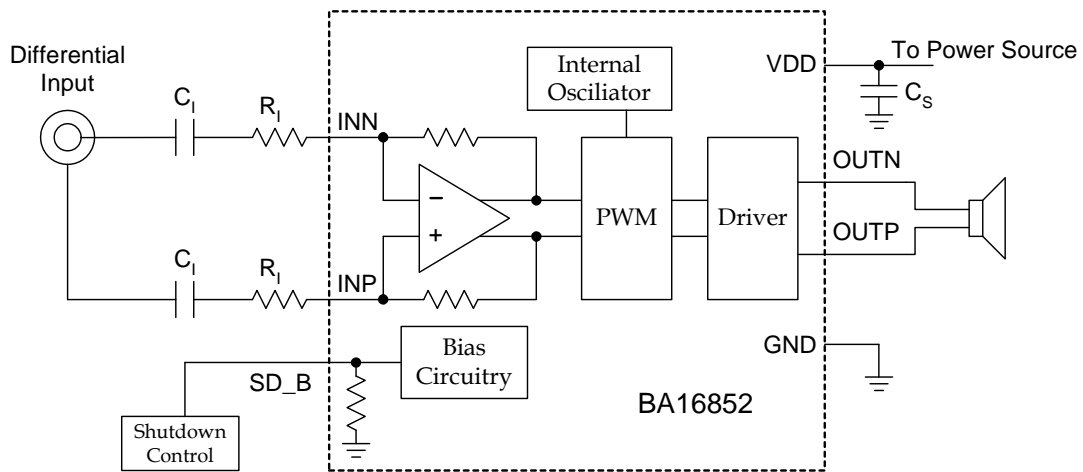 Differential
Input
C_I
R_I
INN
Internal
Osciliator
VDD
To Power Source
C_S
OUTN
−
+
PWM
Driver
OUTP
C_I
R_I
INP
Bias
Circuitry
GND
SD_B
BA16852
Shutdown
Control